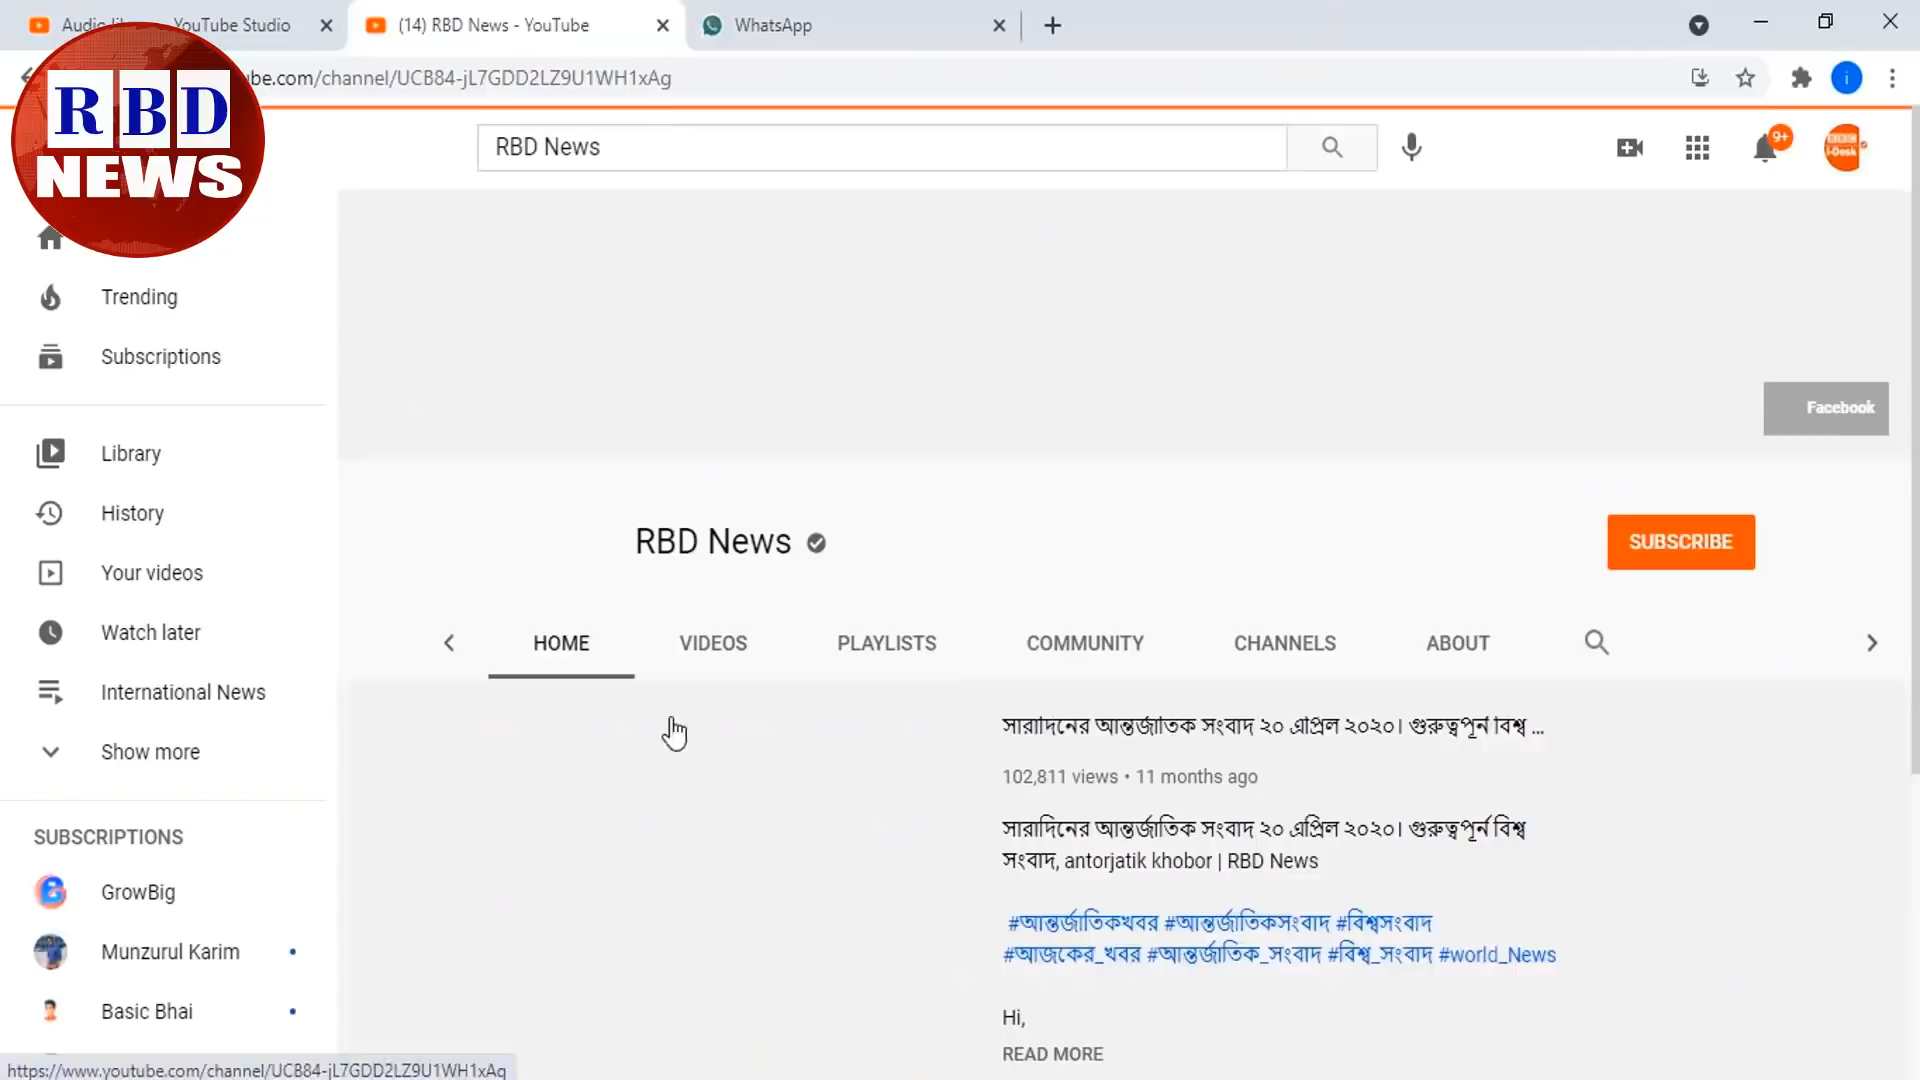 YouTube Studio
(14) RBD News - YouTube
WhatsApp
be.com/channel/UCB84-jL7GDD2LZ9U1WH1xAg
RBD
NEWS
RBD News
9+
i-Desk
Trending
Subscriptions
Facebook
Library
History
RBD News
SUBSCRIBE
Your videos
Watch later
HOME
VIDEOS
PLAYLISTS
COMMUNITY
CHANNELS
ABOUT
International News
Show more
সারাদিনের আন্তর্জাতিক সংবাদ ২০ এপ্রিল ২০২০। গুরুত্বপূর্ন বিশ্ব ...
102,811 views • 11 months ago
সারাদিনের আন্তর্জাতিক সংবাদ ২০ এপ্রিল ২০২০। গুরুত্বপূর্ন বিশ্ব
সংবাদ, antorjatik khobor | RBD News
#আন্তর্জাতিকখবর #আন্তর্জাতিকসংবাদ #বিশ্বসংবাদ
#আজকের_খবর #আন্তর্জাতিক_সংবাদ #বিশ্ব_সংবাদ #world_News
Hi,
READ MORE
SUBSCRIPTIONS
GrowBig
Munzurul Karim
Basic Bhai
https://www.youtube.com/channel/UCB84-jL7GDD2LZ9U1WH1xAg